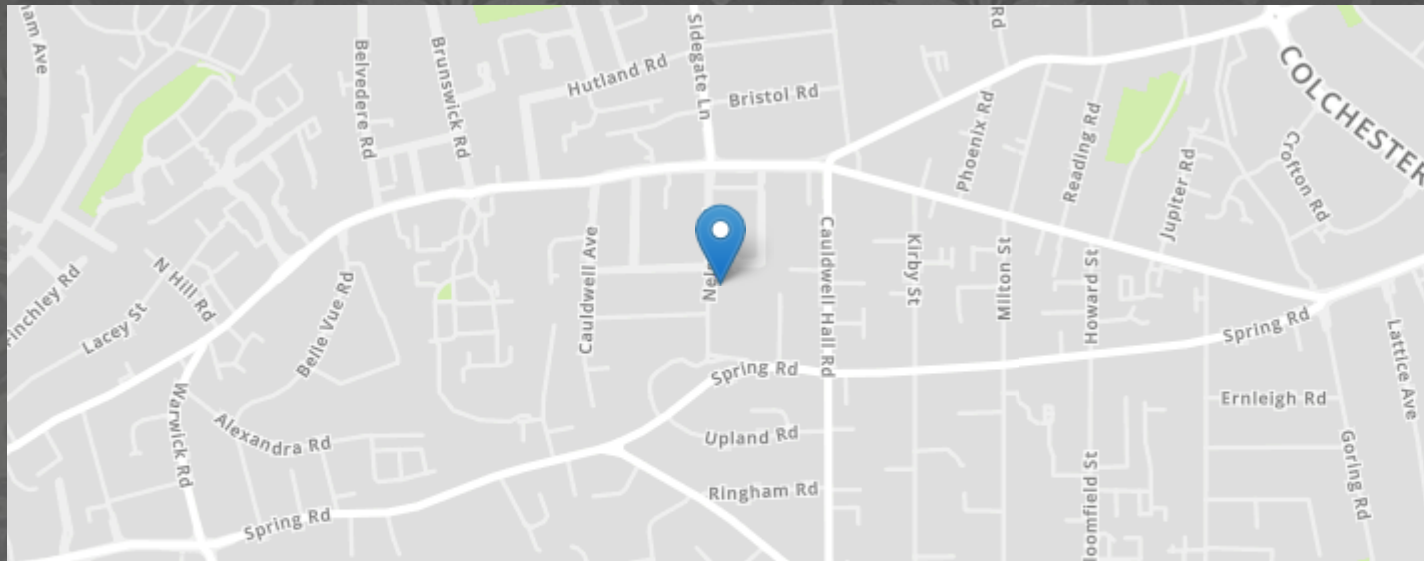 Sidegate Ln
Rd
Belvedere Rd
Brunswick Rd
Hutland Rd
Bristol Rd
COLCHESTER
Phoenix Rd
Reading Rd
Jupiter Rd
Crofton Rd
N Hill Rd
Lacey St
Belle Vue Rd
Cauldwell Ave
Cauldwell Hall Rd
Kirby St
Milton St
Howard St
Spring Rd
Lattice Ave
Spring Rd
Warwick Rd
Alexandra Rd
Upland Rd
Ernleigh Rd
Goring Rd
Ringham Rd
Spring Rd